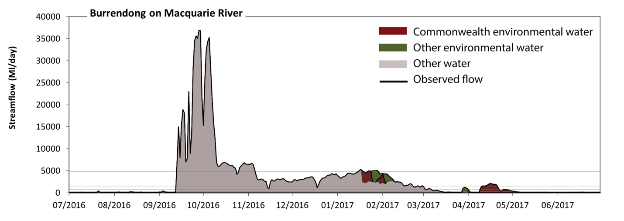 Burrendong on Macquarie River
Streamflow (Ml/day)
40000
35000
30000
25000
20000
15000
10000
5000
0
Commonwealth environmental water
Other environmental water
Other water
Observed flow
07/2016 08/2016 09/2016 10/2016 11/2016 12/2016 01/2017 02/2017 03/2017 04/2017 05/2017 06/2017